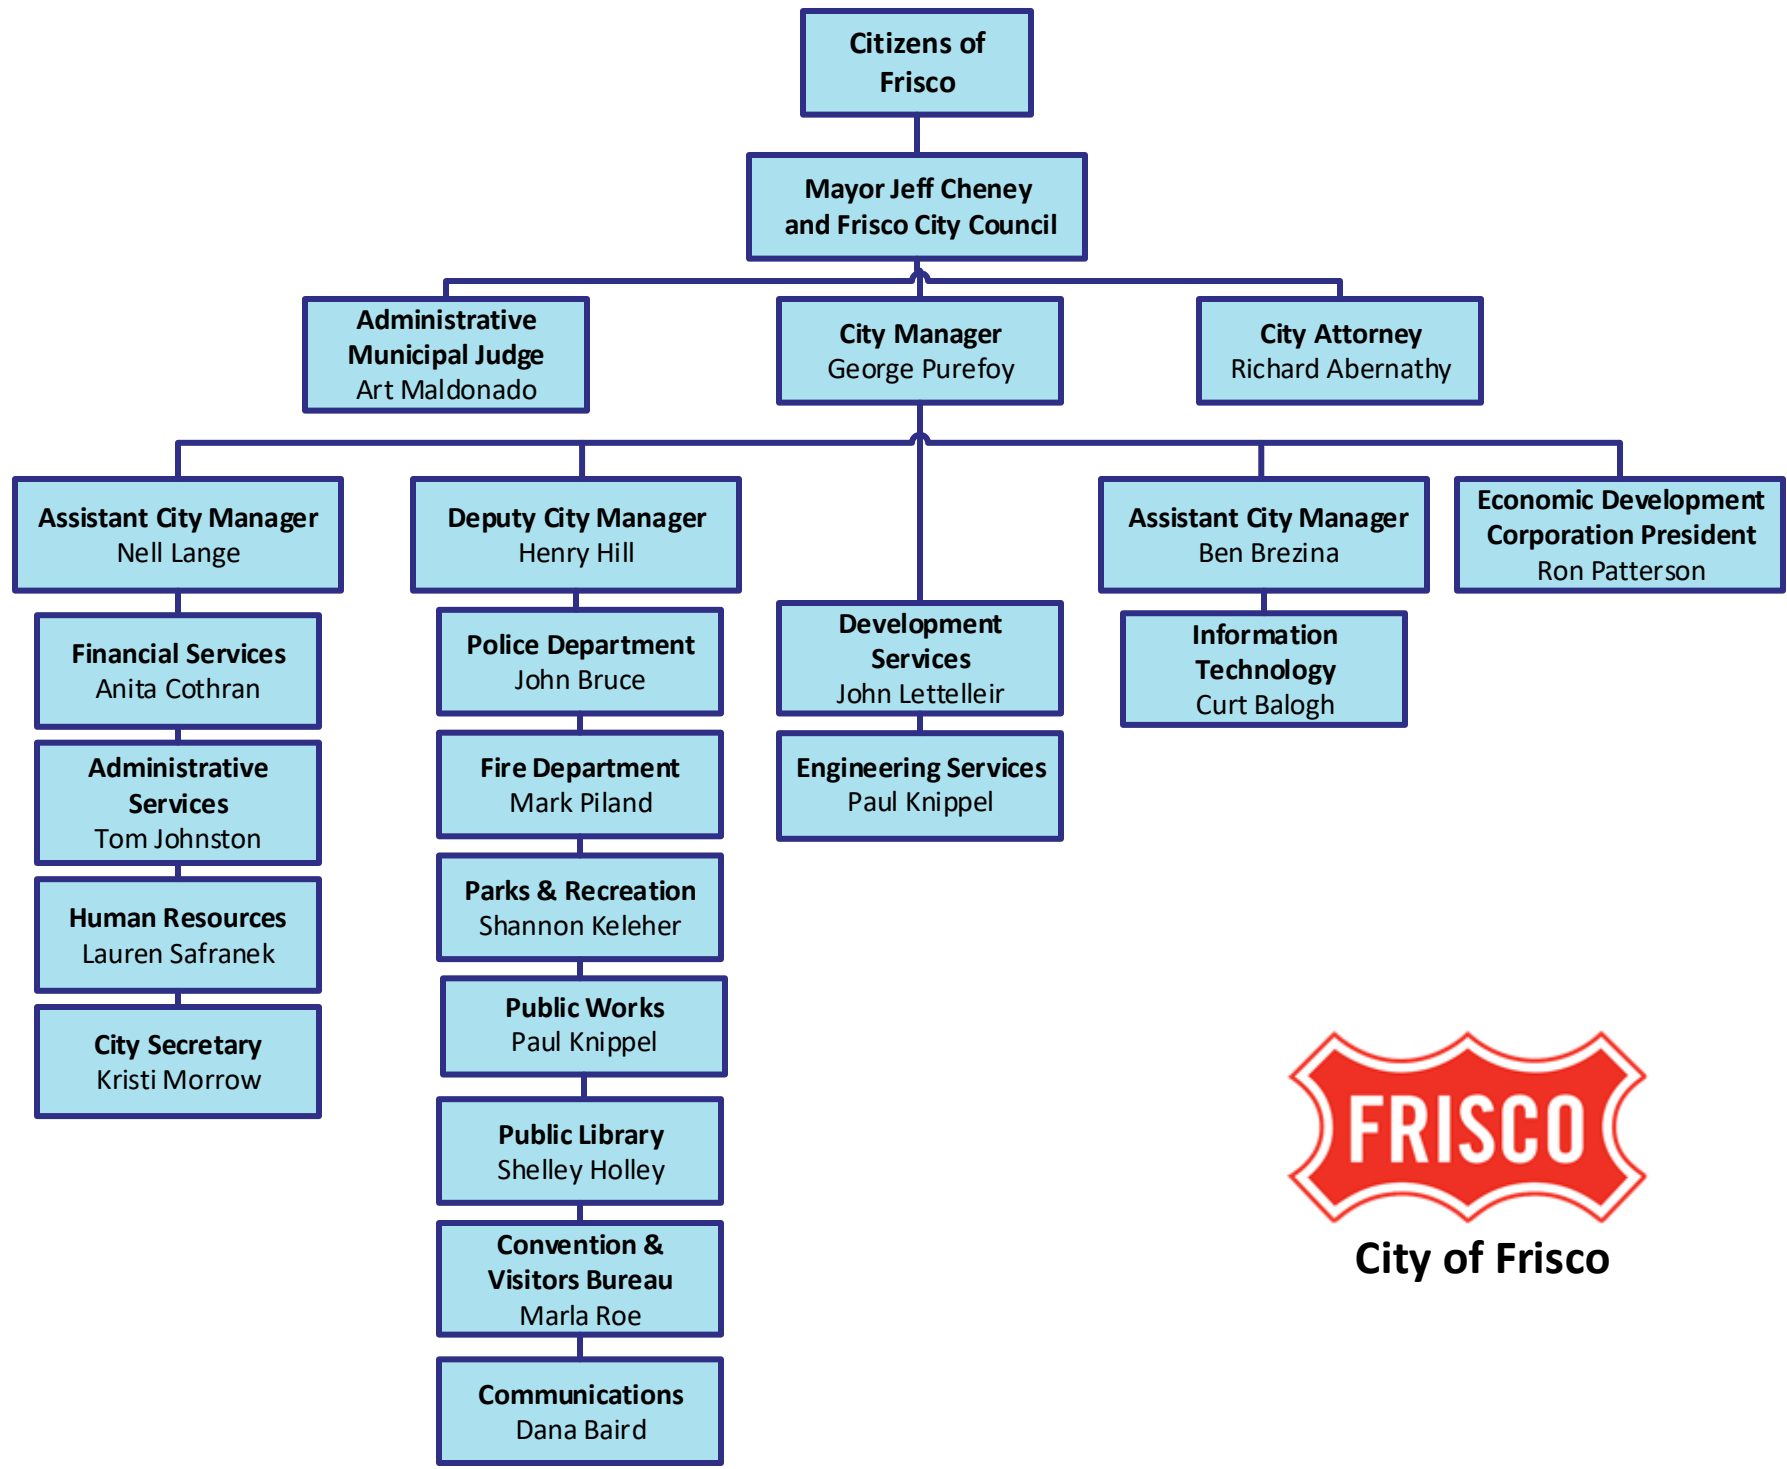 Citizens of
Frisco
Mayor Jeff Cheney
and Frisco City Council
Administrative
Municipal Judge
Art Maldonado
City Manager
George Purefoy
City Attorney
Richard Abernathy
Assistant City Manager
Nell Lange
Deputy City Manager
Henry Hill
Assistant City Manager
Ben Brezina
Economic Development
Corporation President
Ron Patterson
Financial Services
Anita Cothran
Administrative
Services
Tom Johnston
Human Resources
Lauren Safranek
City Secretary
Kristi Morrow
Police Department
John Bruce
Fire Department
Mark Piland
Parks & Recreation
Shannon Keleher
Public Works
Paul Knippel
Public Library
Shelley Holley
Convention &
Visitors Bureau
Marla Roe
Communications
Dana Baird
Development
Services
John Lettelleir
Engineering Services
Paul Knippel
Information
Technology
Curt Balogh
FRISCO
City of Frisco